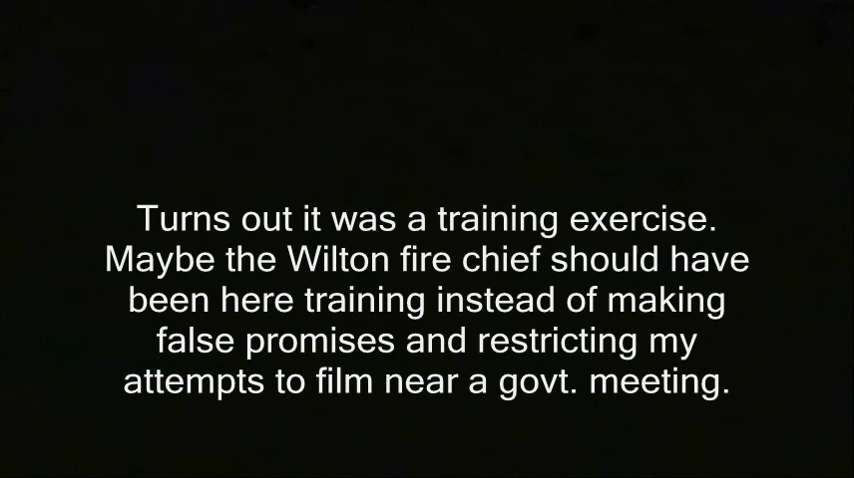 Turns out it was a training exercise.
Maybe the Wilton fire chief should have
been here training instead of making
false promises and restricting my
attempts to film near a govt. meeting.